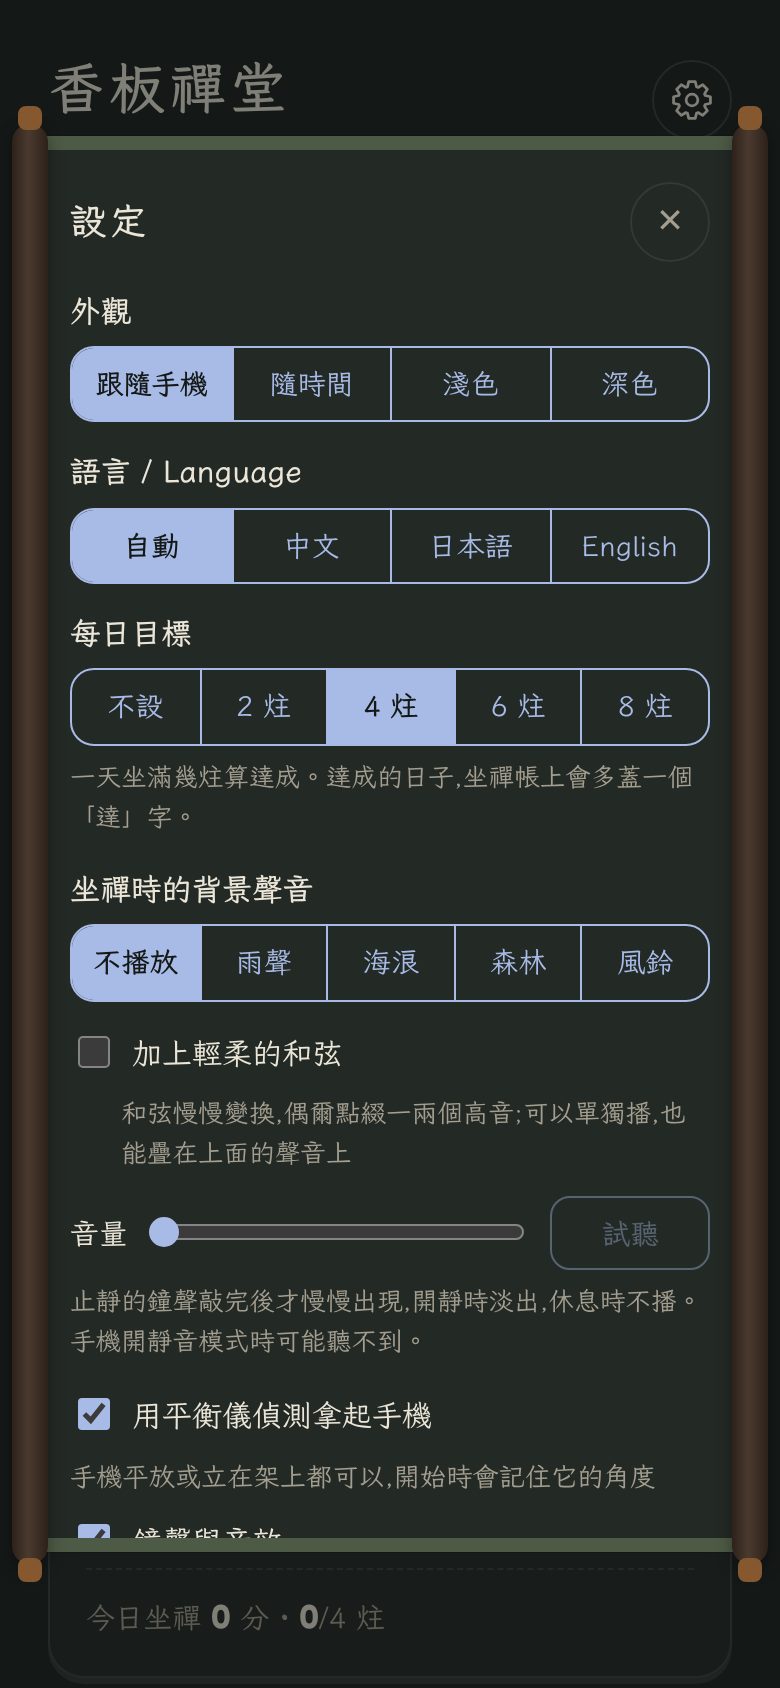 香板禪堂
設定
✕
外觀
跟隨手機 隨時間 淺色 深色
語言 / Language
自動 中文 日本語 English
每日目標
不設 2 炷 4 炷 6 炷 8 炷
一天坐滿幾炷算達成。達成的日子,坐禪帳上會多蓋一個
「達」字。
坐禪時的背景聲音
不播放 雨聲 海浪 森林 風鈴
加上輕柔的和弦
和弦慢慢變換,偶爾點綴一兩個高音;可以單獨播,也
能疊在上面的聲音上
音量 試聽
止靜的鐘聲敲完後才慢慢出現,開靜時淡出,休息時不播。
手機開靜音模式時可能聽不到。
用平衡儀偵測拿起手機
手機平放或立在架上都可以,開始時會記住它的角度
鐘聲與音效
今日坐禪 0 分・0/4 炷